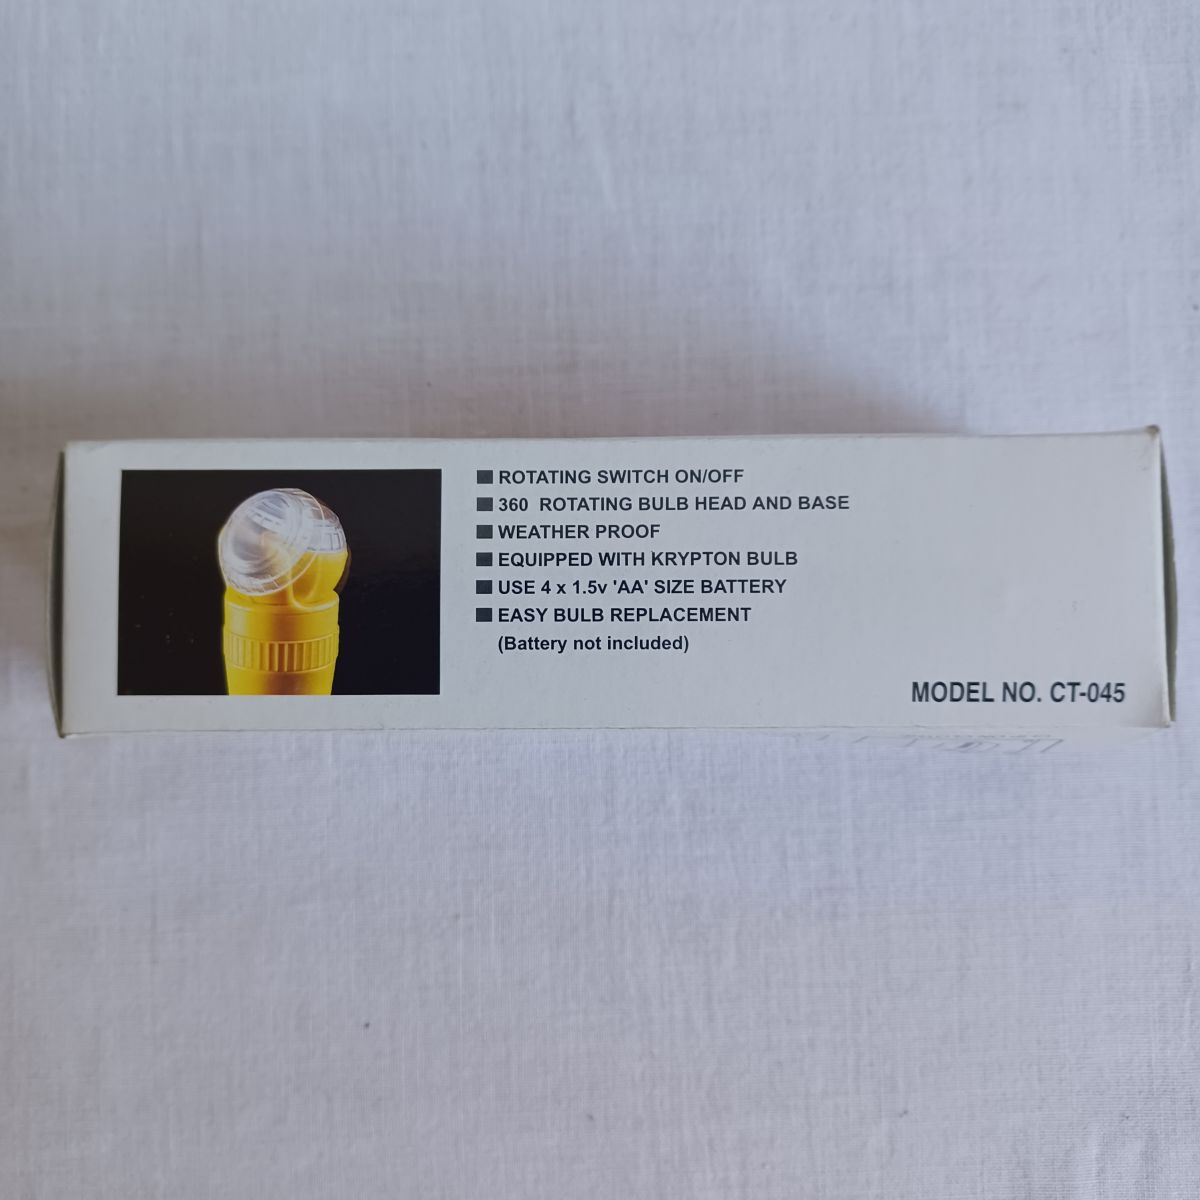 ROTATING SWITCH ON/OFF
360 ROTATING BULB HEAD AND BASE
WEATHER PROOF
EQUIPPED WITH KRYPTON BULB
USE 4 x 1.5v 'AA' SIZE BATTERY
EASY BULB REPLACEMENT
(Battery not included)
MODEL NO. CT-045